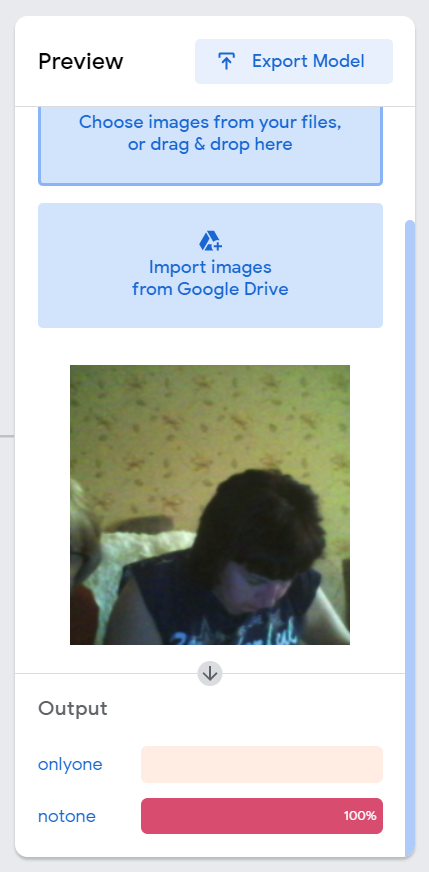 Preview
Export Model
Choose images from your files,
or drag & drop here
Import images
from Google Drive
Output
onlyone
notone
100%